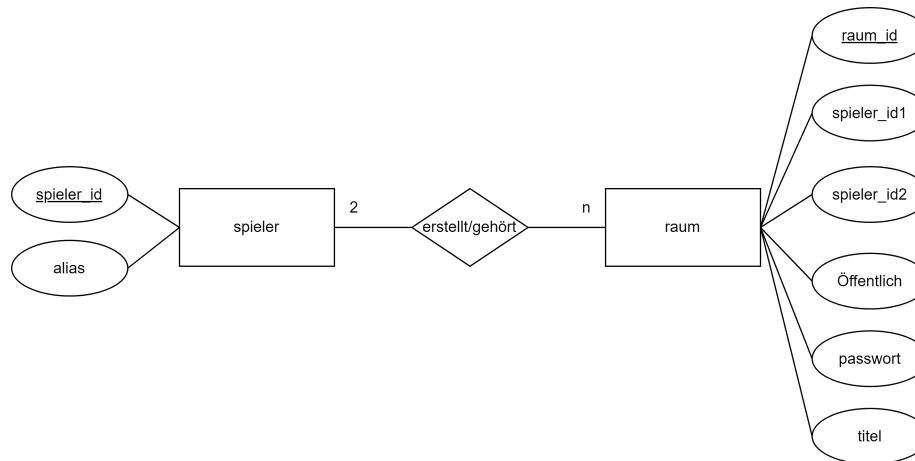 raum_id
spieler_id1
spieler_id
spieler_id2
2
n
spieler
erstellt/gehört
raum
alias
Öffentlich
passwort
titel